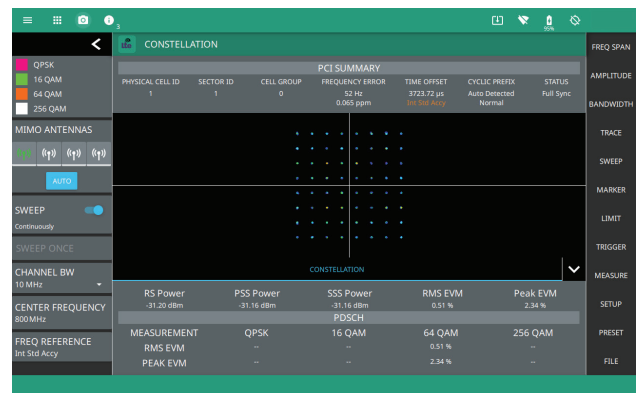 3
95%
CONSTELLATION
FREQ SPAN
AMPLITUDE
BANDWIDTH
TRACE
SWEEP
MARKER
LIMIT
TRIGGER
MEASURE
SETUP
PRESET
FILE
QPSK
16 QAM
64 QAM
256 QAM
MIMO ANTENNAS
AUTO
SWEEP
Continuously
SWEEP ONCE
CHANNEL BW
10 MHz
CENTER FREQUENCY
800 MHz
FREQ REFERENCE
Int Std Accy
PCI SUMMARY
PHYSICAL CELL ID SECTOR ID CELL GROUP FREQUENCY ERROR TIME OFFSET CYCLIC PREFIX STATUS
1 1 0 52 Hz 3723.72 µs Auto Detected Full Sync
0.065 ppm Int Std Accy Normal
CONSTELLATION
RS Power PSS Power SSS Power RMS EVM Peak EVM
-31.20 dBm -31.16 dBm -31.16 dBm 0.51 % 2.34 %
PDSCH
MEASUREMENT QPSK 16 QAM 64 QAM 256 QAM
RMS EVM -- -- 0.51 % --
PEAK EVM -- -- 2.34 % --